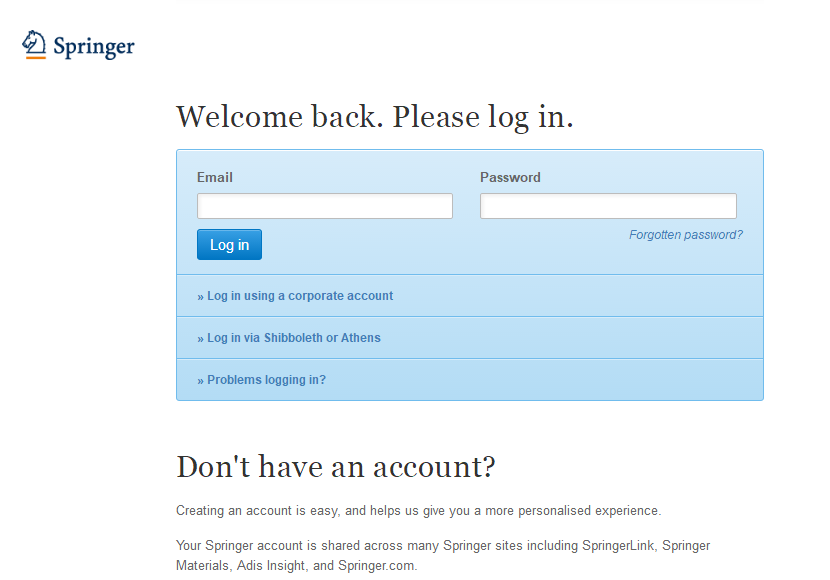 Springer
Welcome back. Please log in.
Email
Password
Log in
Forgotten password?
» Log in using a corporate account
» Log in via Shibboleth or Athens
» Problems logging in?
Don't have an account?
Creating an account is easy, and helps us give you a more personalised experience.
Your Springer account is shared across many Springer sites including SpringerLink, Springer
Materials, Adis Insight, and Springer.com.